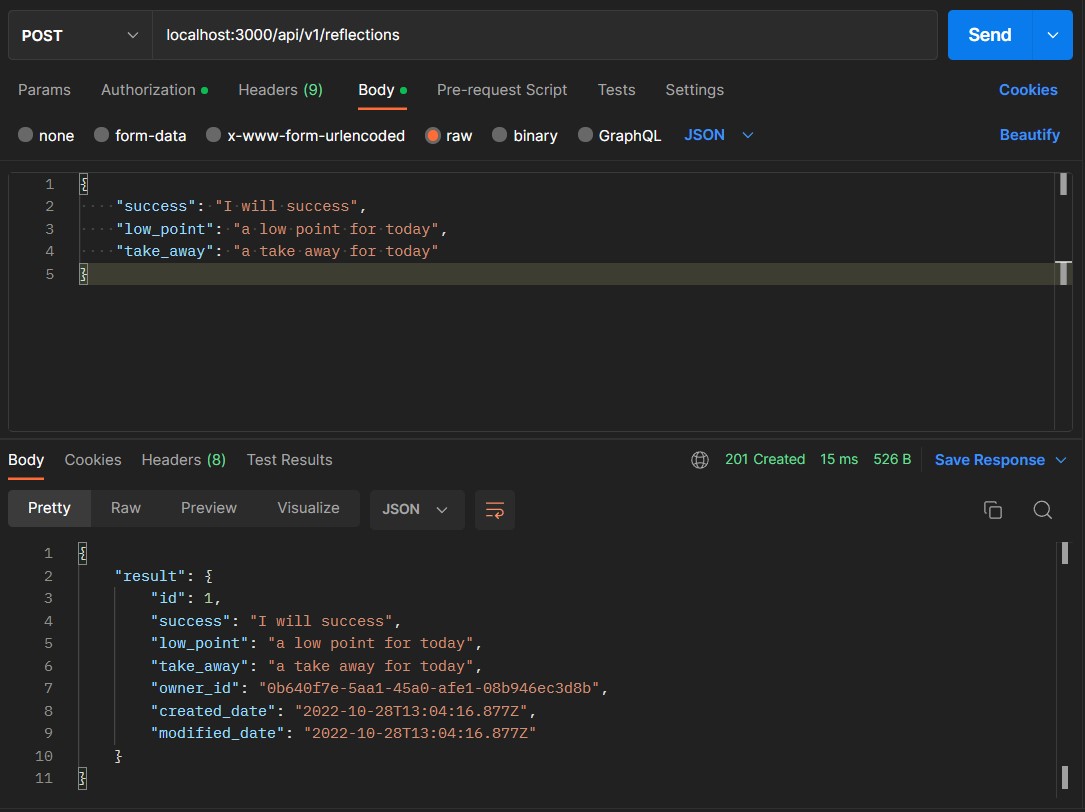 POST localhost:3000/api/v1/reflections Send
Params Authorization Headers (9) Body Pre-request Script Tests Settings Cookies
none form-data x-www-form-urlencoded raw binary GraphQL JSON Beautify
1 {
2 "success": "I will success",
3 "low_point": "a low point for today",
4 "take_away": "a take away for today"
5 }
Body Cookies Headers (8) Test Results 201 Created 15 ms 526 B Save Response
Pretty Raw Preview Visualize JSON
1 {
2 "result": {
3 "id": 1,
4 "success": "I will success",
5 "low_point": "a low point for today",
6 "take_away": "a take away for today",
7 "owner_id": "0b640f7e-5aa1-45a0-afe1-08b946ec3d8b",
8 "created_date": "2022-10-28T13:04:16.877Z",
9 "modified_date": "2022-10-28T13:04:16.877Z"
10 }
11 }